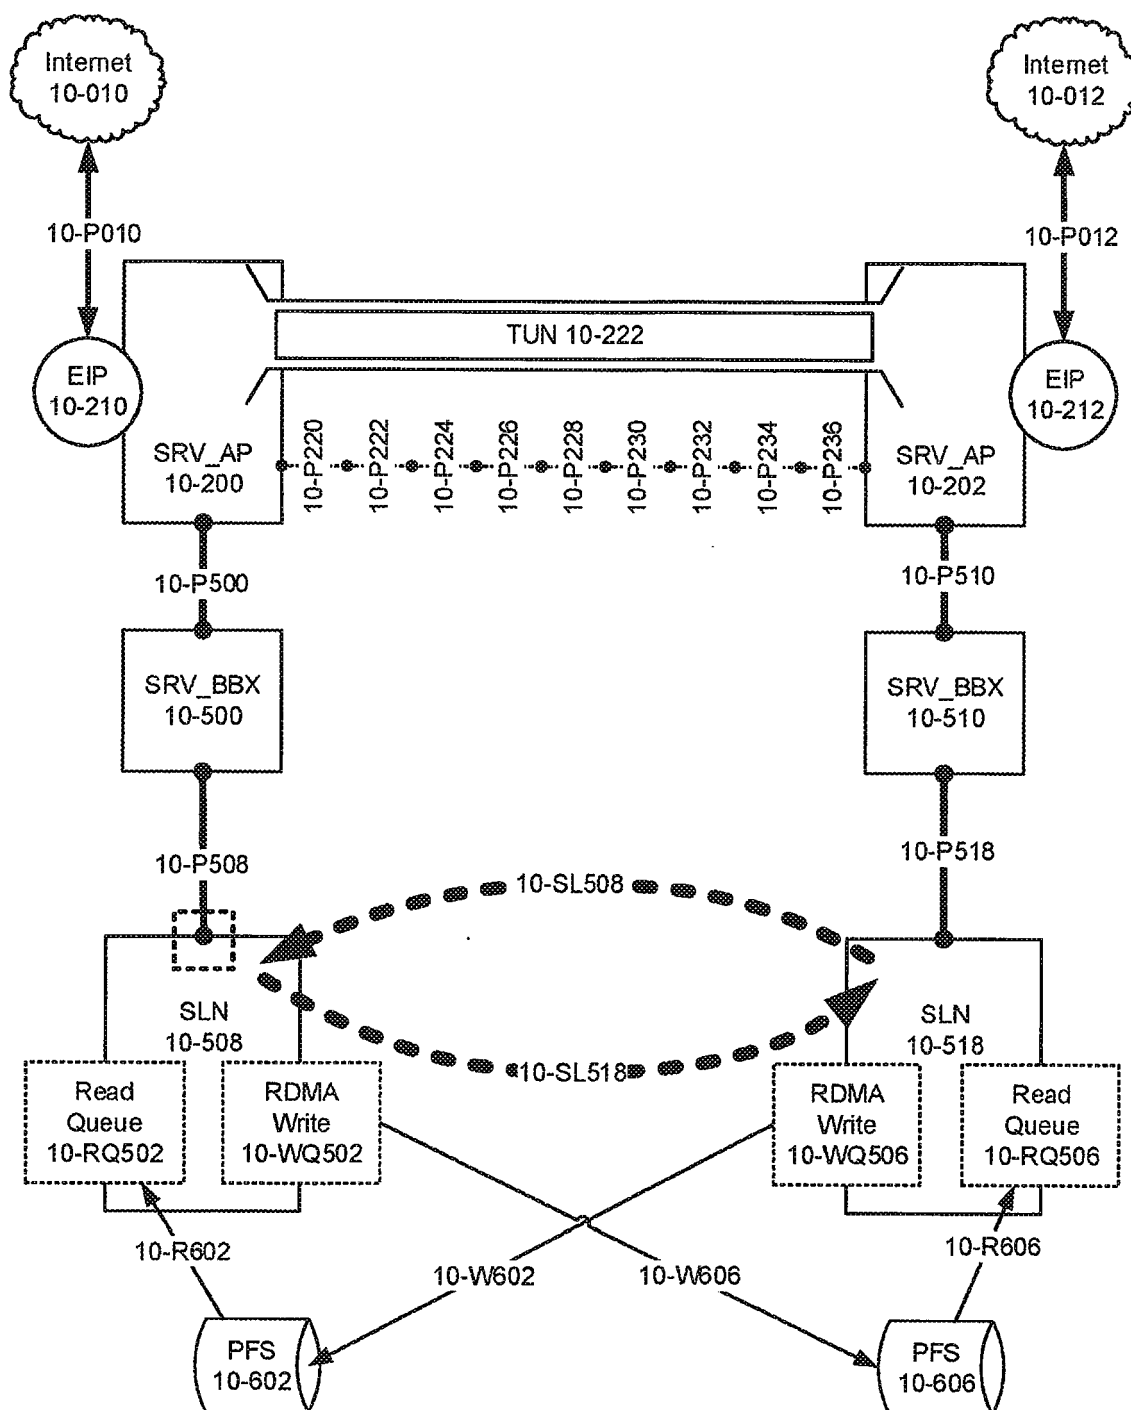 Internet
10-010
Internet
10-012
10-P010
10-P012
TUN 10-222
EIP
10-210
EIP
10-212
SRV_AP
10-200
10-P220
10-P222
10-P224
10-P226
10-P228
10-P230
10-P232
10-P234
10-P236
SRV_AP
10-202
10-P500
10-P510
SRV_BBX
10-500
SRV_BBX
10-510
10-P508
10-P518
10-SL508
SLN
10-508
SLN
10-518
10-SL518
Read
Queue
10-RQ502
RDMA
Write
10-WQ502
RDMA
Write
10-WQ506
Read
Queue
10-RQ506
10-R602
10-W602
10-W606
10-R606
PFS
10-602
PFS
10-606